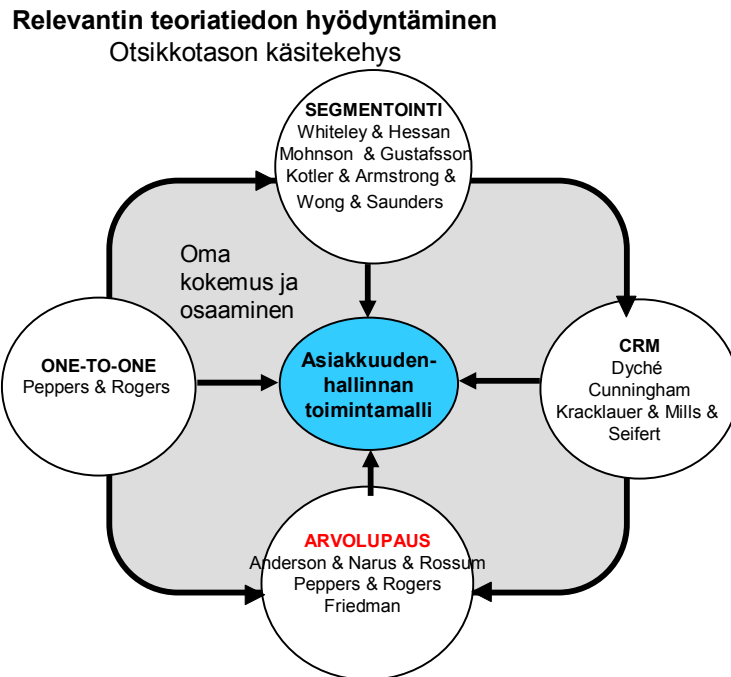 Relevantin teoriatiedon hyödyntäminen
Otsikkotason käsitekehys
SEGMENTOINTI
Whiteley & Hessan
Mohnson & Gustafsson
Kotler & Armstrong &
Wong & Saunders
Oma
kokemus ja
osaaminen
ONE-TO-ONE
Peppers & Rogers
Asiakkuuden-
hallinnan
toimintamalli
CRM
Dyché
Cunningham
Kracklauer & Mills &
Seifert
ARVOLUPAUS
Anderson & Narus & Rossum
Peppers & Rogers
Friedman